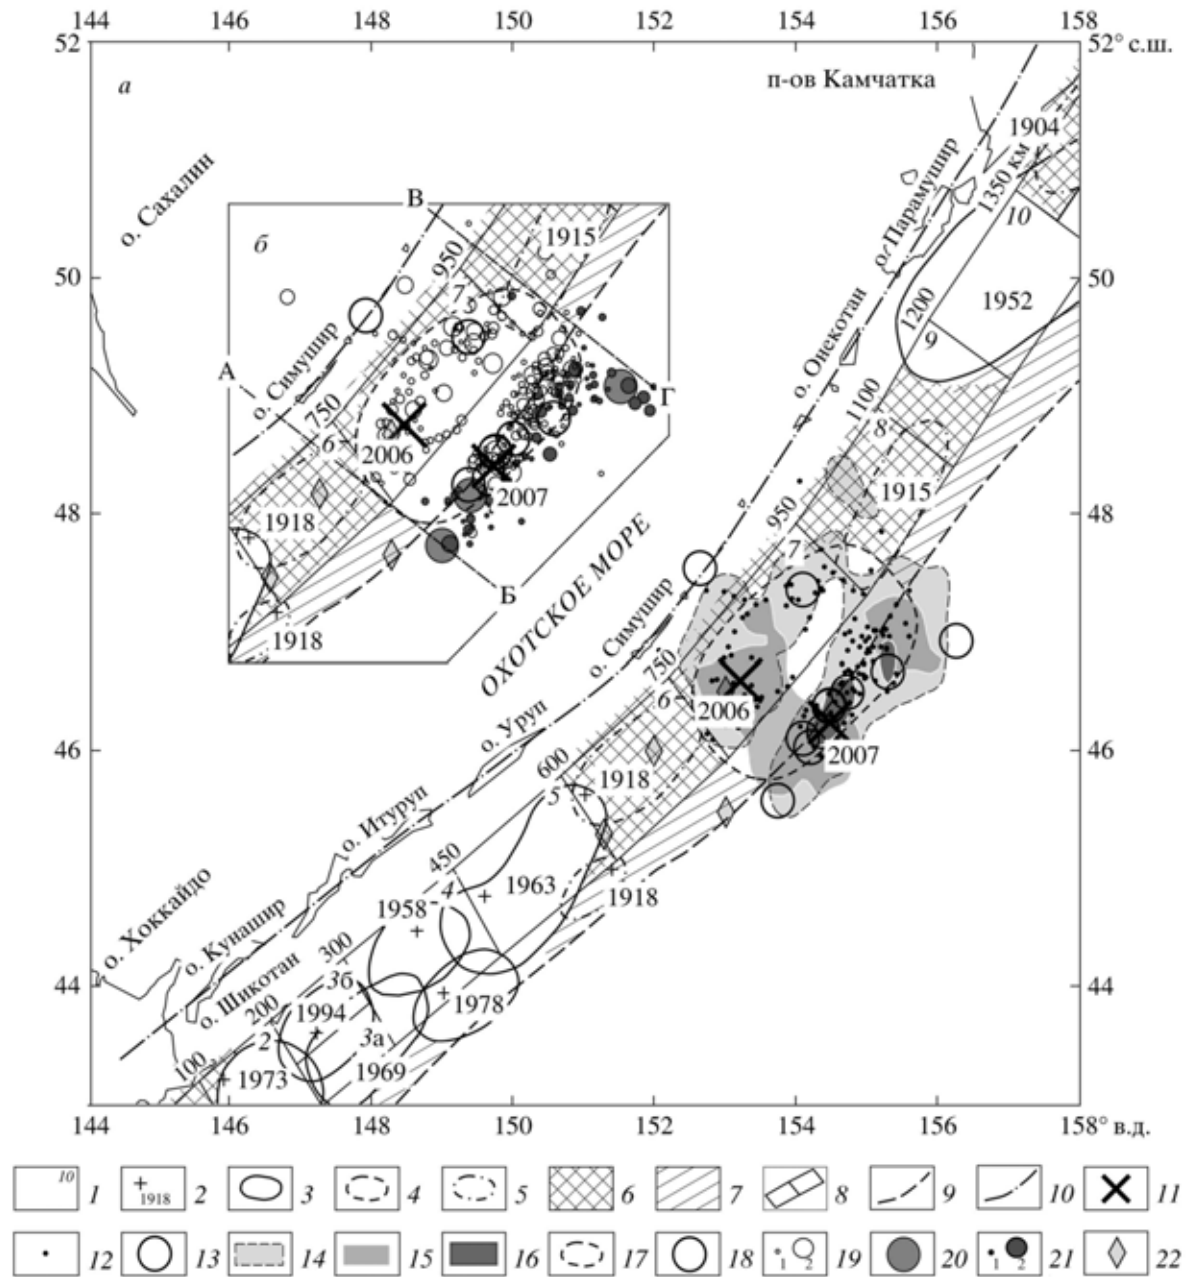 144 146 148 150 152 154 156 158
52 52° с.ш.
а
п-ов Камчатка
о. Сахалин
1904
1350 км
10
о. Парамушир
В
б
1915
950
7
50 50
1952
1200
9
о. Онекотан
о. Симушир
А
750
6
2006
Г
1100
8
1915
950
7
48 48
1918
2007
Б
1918
ОХОТСКОЕ МОРЕ
о. Симушир
750
6
2006
2007
46 46
о. Уруп
600
1918
5
о. Итуруп
450
4
1963
1918
1958
о. Хоккайдо
о. Кунашир
300
3б
44 44
о. Шикотан
200
1994
1978
3а
2
100
1973
1969
144 146 148 150 152 154 156 158° в.д.
10 1 +1918 2 3 4 5 6 7 8 9 10 11
12 13 14 15 16 17 18 1 2 19 20 1 2 21 22